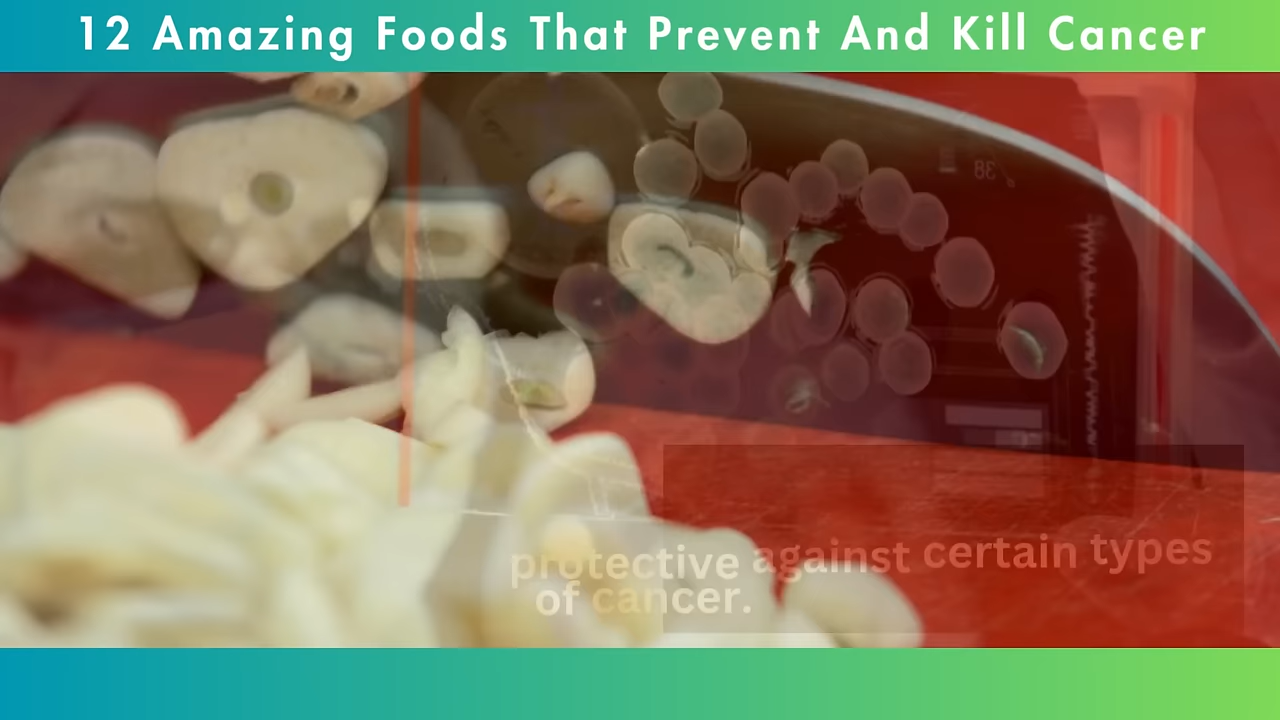 12 Amazing Foods That Prevent And Kill Cancer
protective against certain types
of cancer.